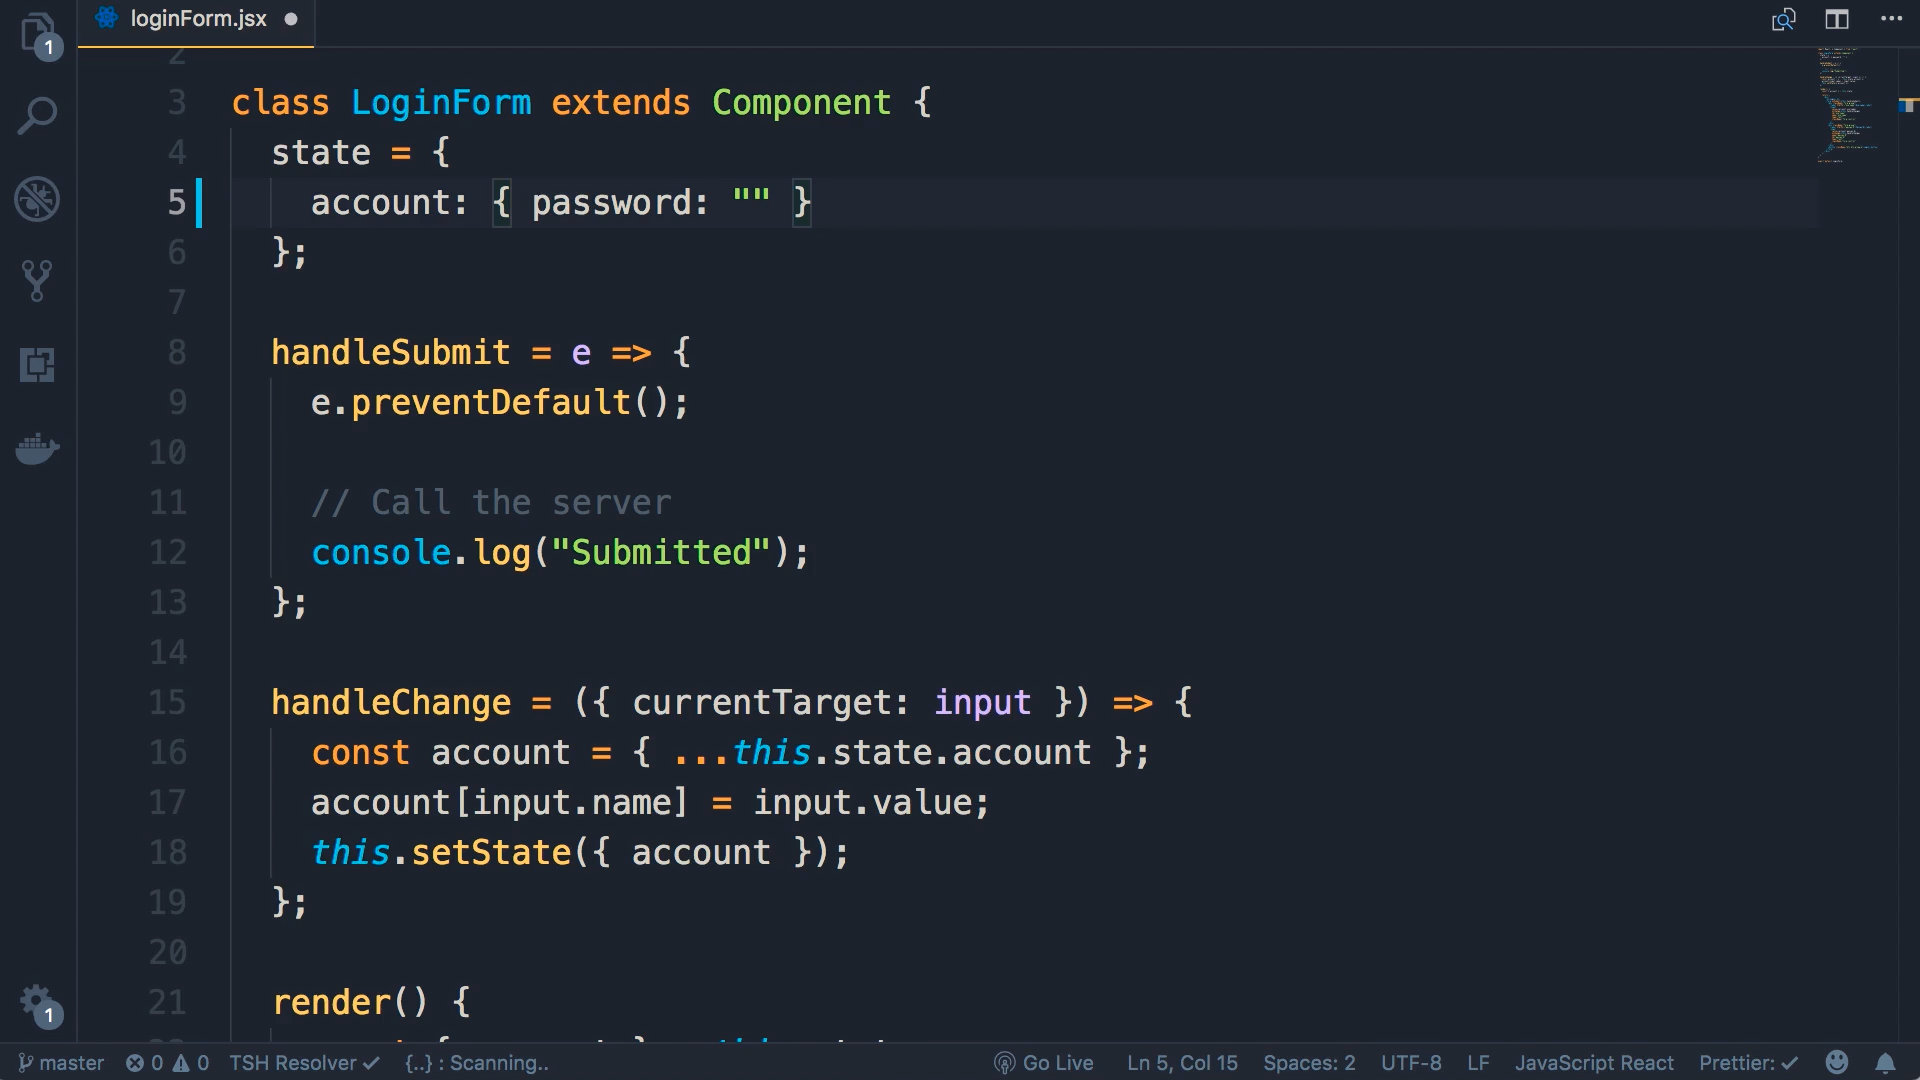 loginForm.jsx
1
2
3 class LoginForm extends Component {
4 state = {
5 account: { password: "" }
6 };
7
8 handleSubmit = e => {
9 e.preventDefault();
10
11 // Call the server
12 console.log("Submitted");
13 };
14
15 handleChange = ({ currentTarget: input }) => {
16 const account = { ...this.state.account };
17 account[input.name] = input.value;
18 this.setState({ account });
19 };
20
21 render() {
1
master 0 0 TSH Resolver {..} : Scanning.. Go Live Ln 5, Col 15 Spaces: 2 UTF-8 LF JavaScript React Prettier: